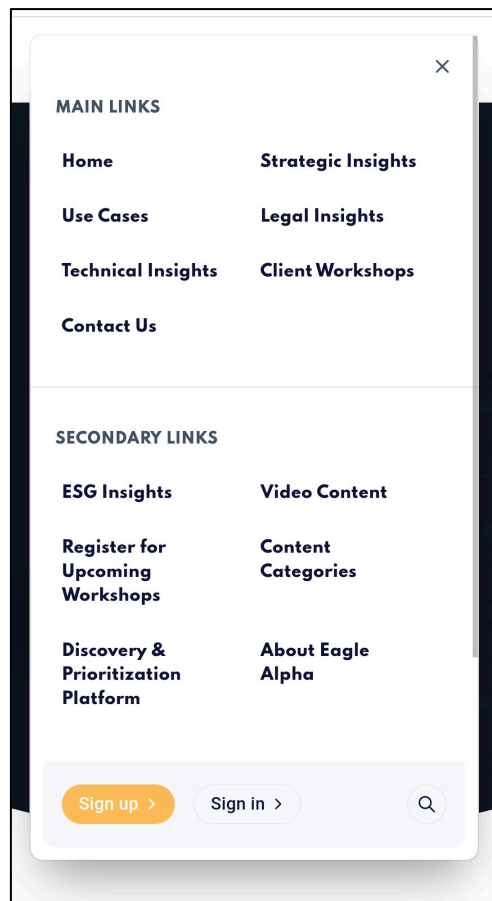 MAIN LINKS
Home
Strategic Insights
Use Cases
Legal Insights
Technical Insights
Client Workshops
Contact Us
SECONDARY LINKS
ESG Insights
Video Content
Register for
Upcoming
Workshops
Content
Categories
Discovery &
Prioritization
Platform
About Eagle
Alpha
Sign up
Sign in